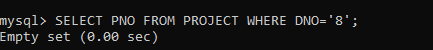 mysql> SELECT PNO FROM PROJECT WHERE DNO='8';
Empty set (0.00 sec)